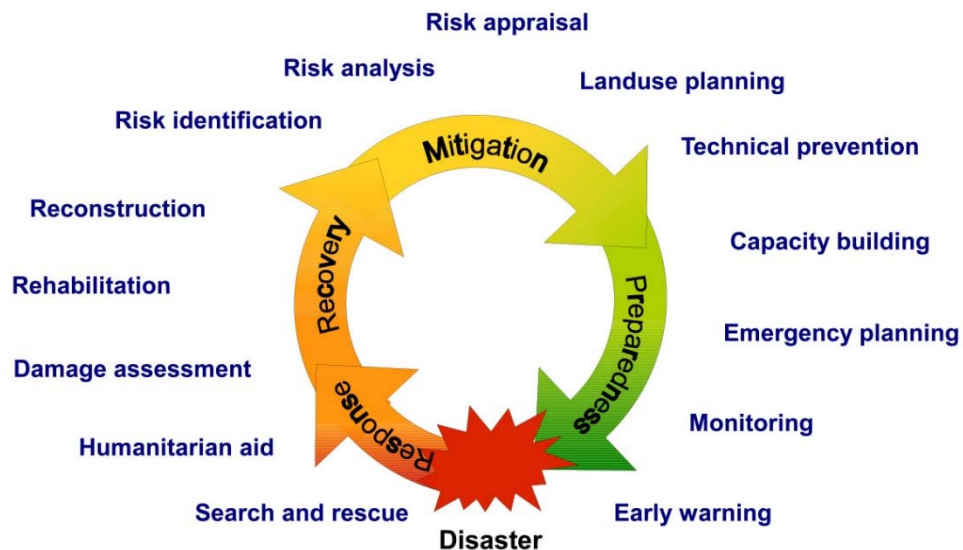 Risk appraisal
Risk analysis
Landuse planning
Risk identification
Technical prevention
Mitigation
Reconstruction
Recovery
Capacity building
Rehabilitation
Preparedness
Emergency planning
Damage assessment
Response
Monitoring
Humanitarian aid
Search and rescue
Early warning
Disaster